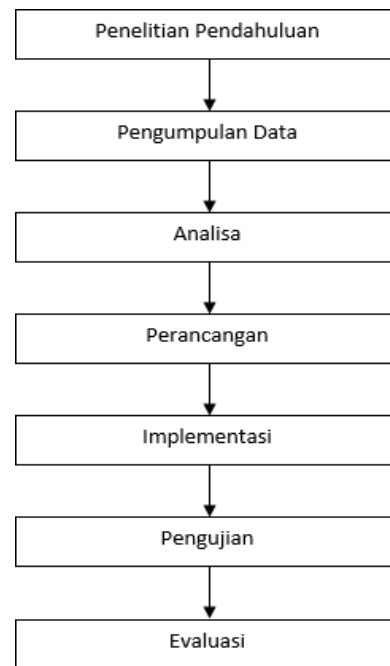 Penelitian Pendahuluan
Pengumpulan Data
Analisa
Perancangan
Implementasi
Pengujian
Evaluasi